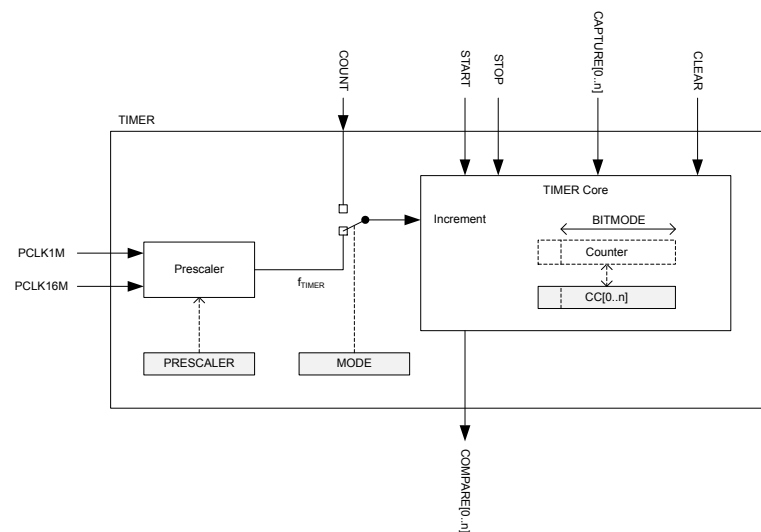 COUNT
START
STOP
CAPTURE[0..n]
CLEAR
TIMER
TIMER Core
Increment
BITMODE
Counter
CC[0..n]
PCLK1M
PCLK16M
Prescaler
fTIMER
PRESCALER
MODE
COMPARE[0..n]